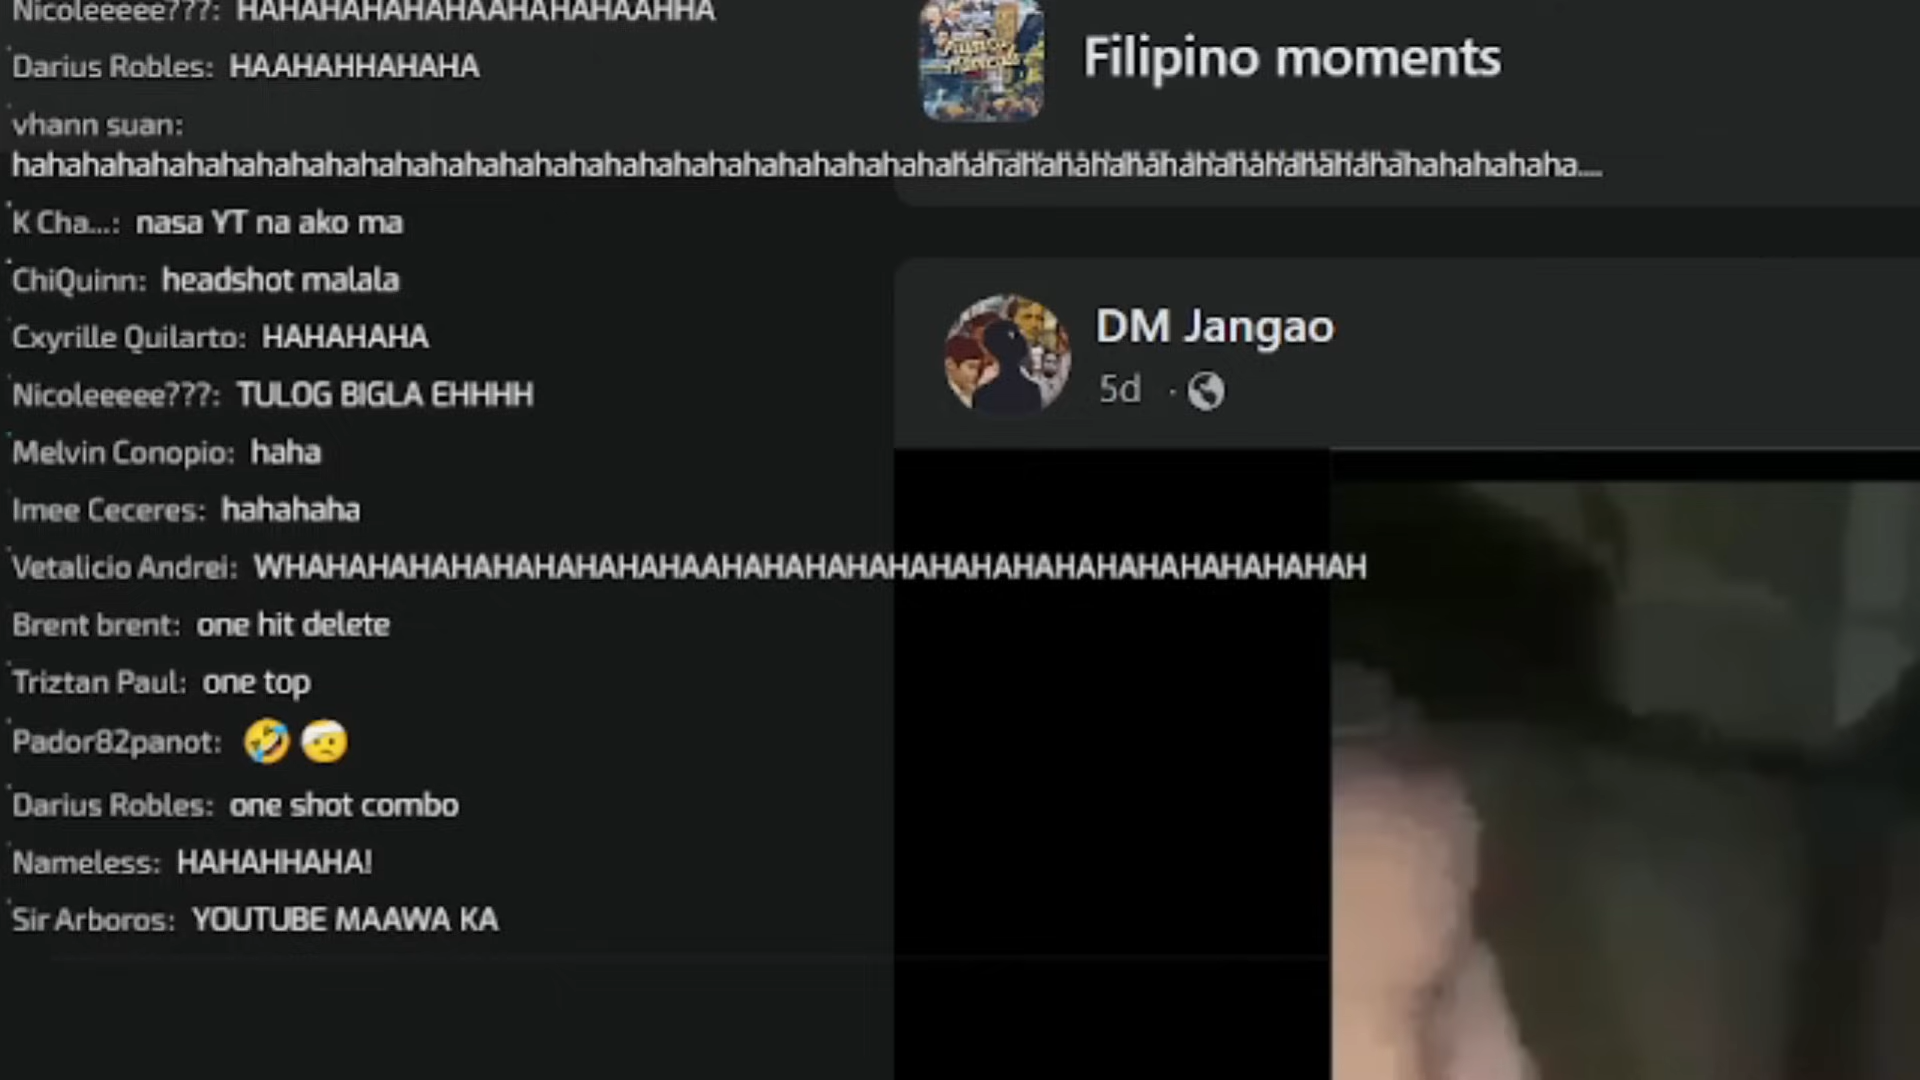 Nicoleeeee???: HAHAHAHAHAHAAHAHAHAAHHA
Darius Robles: HAAHAHHAHAHA
vhann suan:
hahahahahahahahahahahahahahahahahahahahahahahahahahahahahahahahahahahahahahahahahahahahahaha....
K Cha...: nasa YT na ako ma
ChiQuinn: headshot malala
Cxyrille Quilarto: HAHAHAHA
Nicoleeeee???: TULOG BIGLA EHHHH
Melvin Conopio: haha
Imee Ceceres: hahahaha
Vetalicio Andrei: WHAHAHAHAHAHAHAHAHAHAAHAHAHAHAHAHAHAHAHAHAHAHAHAHAHAHAH
Brent brent: one hit delete
Triztan Paul: one top
Pador82panot: 🤣🤕
Darius Robles: one shot combo
Nameless: HAHAHHAHA!
Sir Arboros: YOUTUBE MAAWA KA
Filipino moments
DM Jangao
5d ·